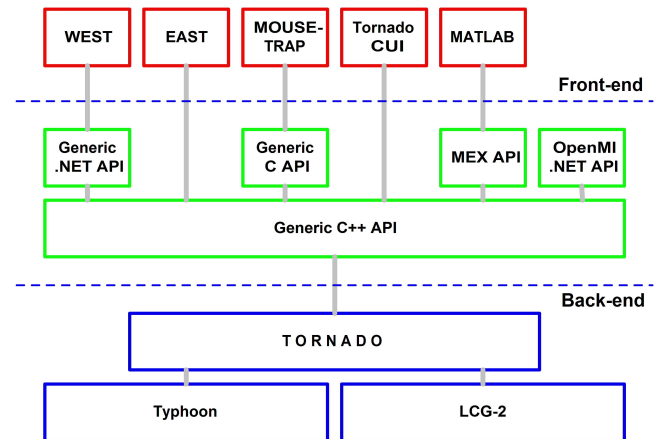 WEST
EAST
MOUSE-
TRAP
Tornado
CUI
MATLAB
Front-end
Generic
.NET API
Generic
C API
MEX API
OpenMI
.NET API
Generic C++ API
Back-end
T O R N A D O
Typhoon
LCG-2